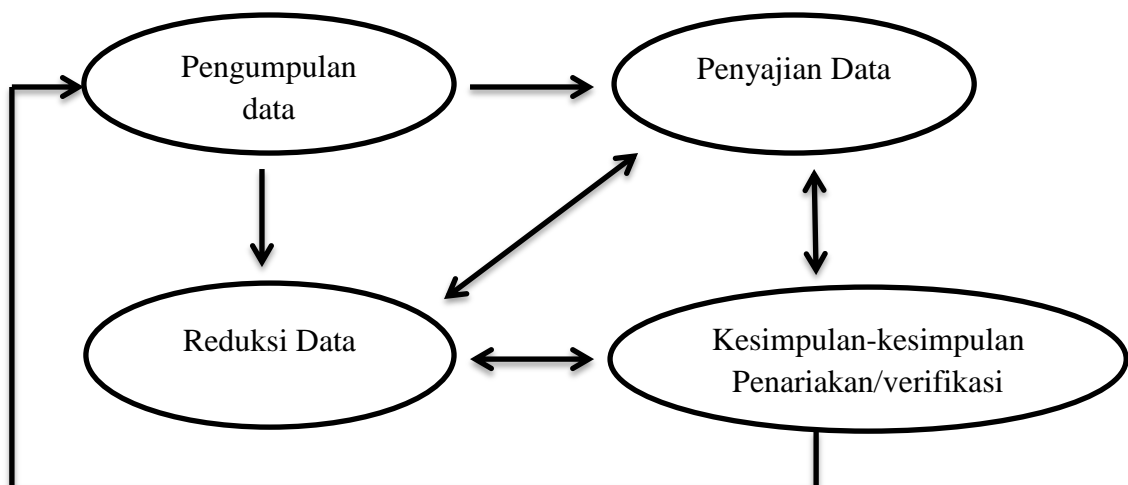 Pengumpulan
data
Penyajian Data
Reduksi Data
Kesimpulan-kesimpulan
Penariakan/verifikasi